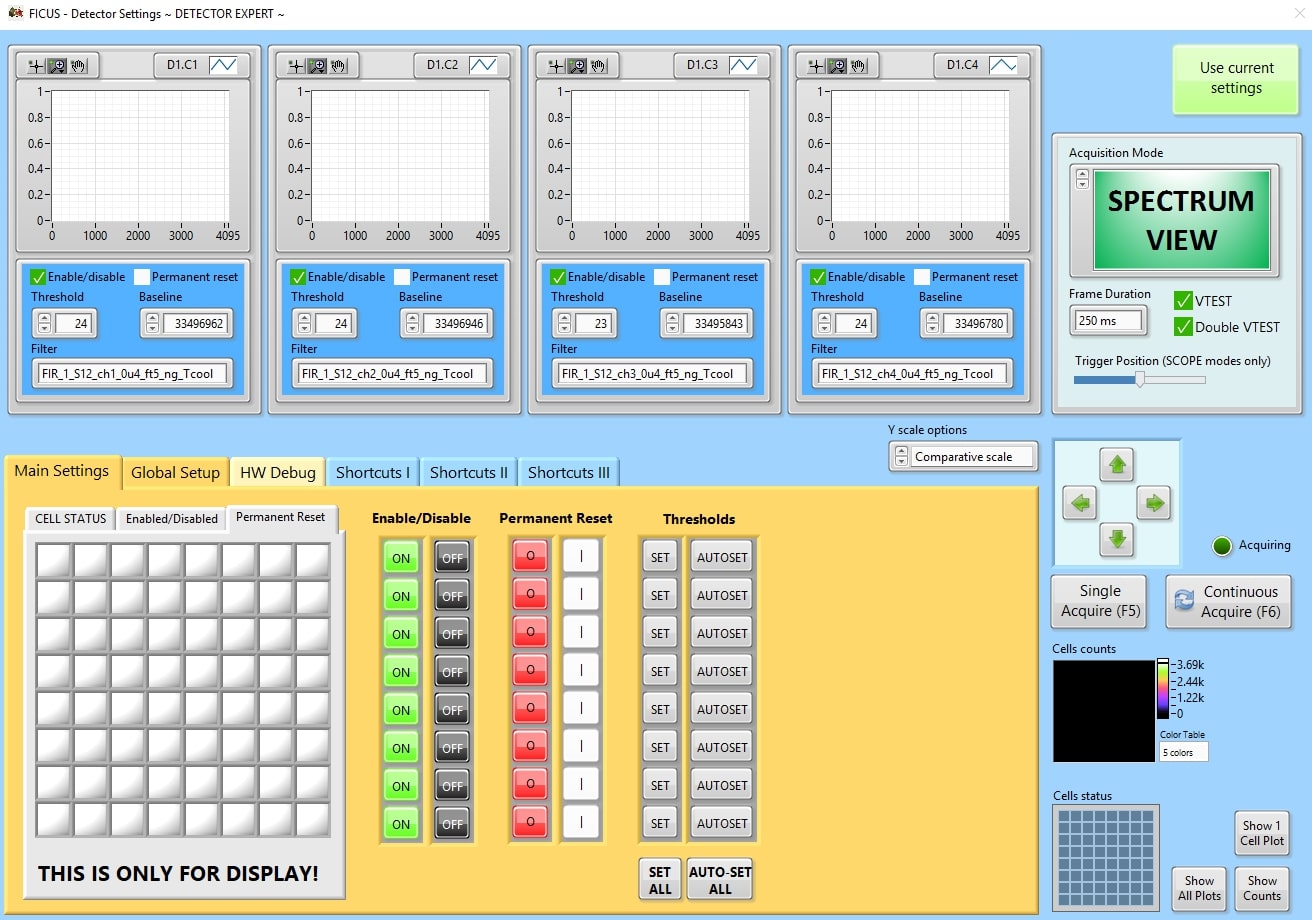 FICUS - Detector Settings ~ DETECTOR EXPERT ~
D1.C1
1
0.8
0.6
0.4
0.2
0
0 1000 2000 3000 4095
Enable/disable Permanent reset
Threshold Baseline
24 33496962
Filter
FIR_1_S12_ch1_0u4_ft5_ng_Tcool
D1.C2
1
0.8
0.6
0.4
0.2
0
0 1000 2000 3000 4095
Enable/disable Permanent reset
Threshold Baseline
24 33496946
Filter
FIR_1_S12_ch2_0u4_ft5_ng_Tcool
D1.C3
1
0.8
0.6
0.4
0.2
0
0 1000 2000 3000 4095
Enable/disable Permanent reset
Threshold Baseline
23 33495843
Filter
FIR_1_S12_ch3_0u4_ft5_ng_Tcool
D1.C4
1
0.8
0.6
0.4
0.2
0
0 1000 2000 3000 4095
Enable/disable Permanent reset
Threshold Baseline
24 33496780
Filter
FIR_1_S12_ch4_0u4_ft5_ng_Tcool
Use current
settings
Acquisition Mode
SPECTRUM
VIEW
Frame Duration
250 ms
VTEST
Double VTEST
Trigger Position (SCOPE modes only)
Y scale options
Comparative scale
Main Settings Global Setup HW Debug Shortcuts I Shortcuts II Shortcuts III
CELL STATUS Enabled/Disabled Permanent Reset
THIS IS ONLY FOR DISPLAY!
Enable/Disable Permanent Reset Thresholds
ON OFF O I SET AUTOSET
ON OFF O I SET AUTOSET
ON OFF O I SET AUTOSET
ON OFF O I SET AUTOSET
ON OFF O I SET AUTOSET
ON OFF O I SET AUTOSET
ON OFF O I SET AUTOSET
ON OFF O I SET AUTOSET
SET
ALL
AUTO-SET
ALL
Acquiring
Single
Acquire (F5)
Continuous
Acquire (F6)
Cells counts
3.69k
2.44k
1.22k
0
Color Table
5 colors
Cells status
Show 1
Cell Plot
Show
All Plots
Show
Counts